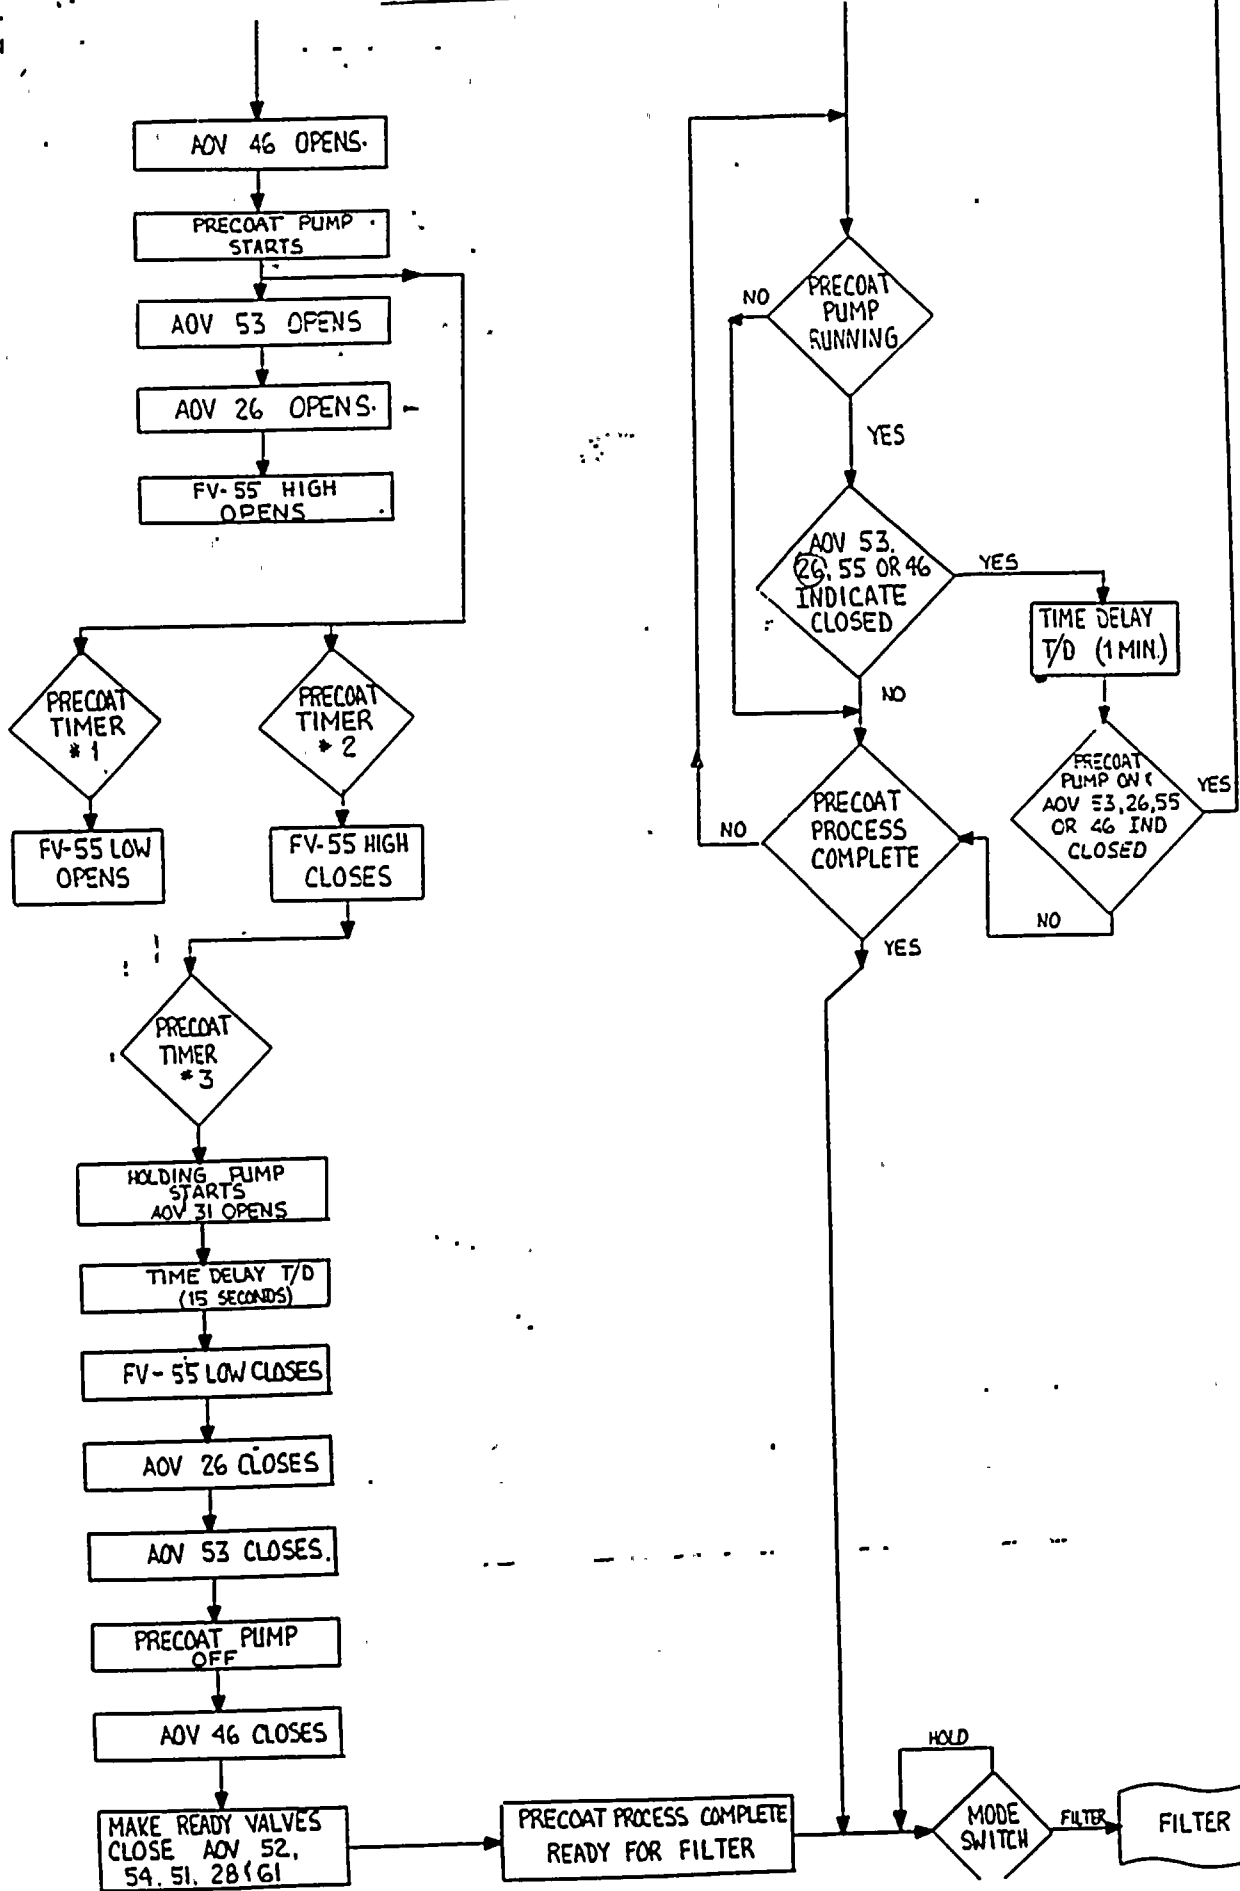 AOV 46 OPENS
PRECOAT PUMP
STARTS
AOV 53 OPENS
AOV 26 OPENS
FV-55 HIGH
OPENS
PRECOAT
TIMER
#1
PRECOAT
TIMER
#2
FV-55 LOW
OPENS
FV-55 HIGH
CLOSES
PRECOAT
TIMER
#3
HOLDING PUMP
STARTS
AOV 31 OPENS
TIME DELAY T/D
(15 SECONDS)
FV-55 LOW CLOSES
AOV 26 CLOSES
AOV 53 CLOSES
PRECOAT PUMP
OFF
AOV 46 CLOSES
MAKE READY VALVES
CLOSE AOV 52,
54, 51, 28 & 61
PRECOAT PROCESS COMPLETE
READY FOR FILTER
PRECOAT
PUMP
RUNNING
NO
YES
AOV 53,
26, 55 OR 46
INDICATE
CLOSED
YES
NO
TIME DELAY
T/D (1 MIN.)
PRECOAT
PUMP ON &
AOV 53, 26, 55
OR 46 IND
CLOSED
YES
NO
PRECOAT
PROCESS
COMPLETE
NO
YES
HOLD
MODE
SWITCH
FILTER
FILTER